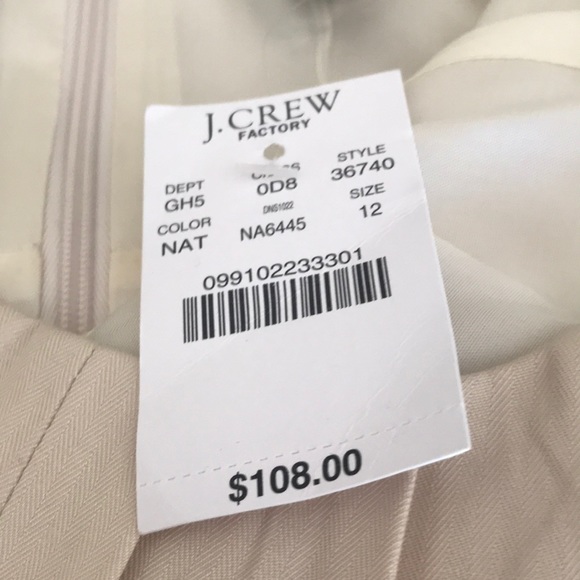 J.CREW
FACTORY
DEPT
GH5
0D8
STYLE
36740
COLOR
NAT
DNS1022
NA6445
SIZE
12
099102233301
$108.00